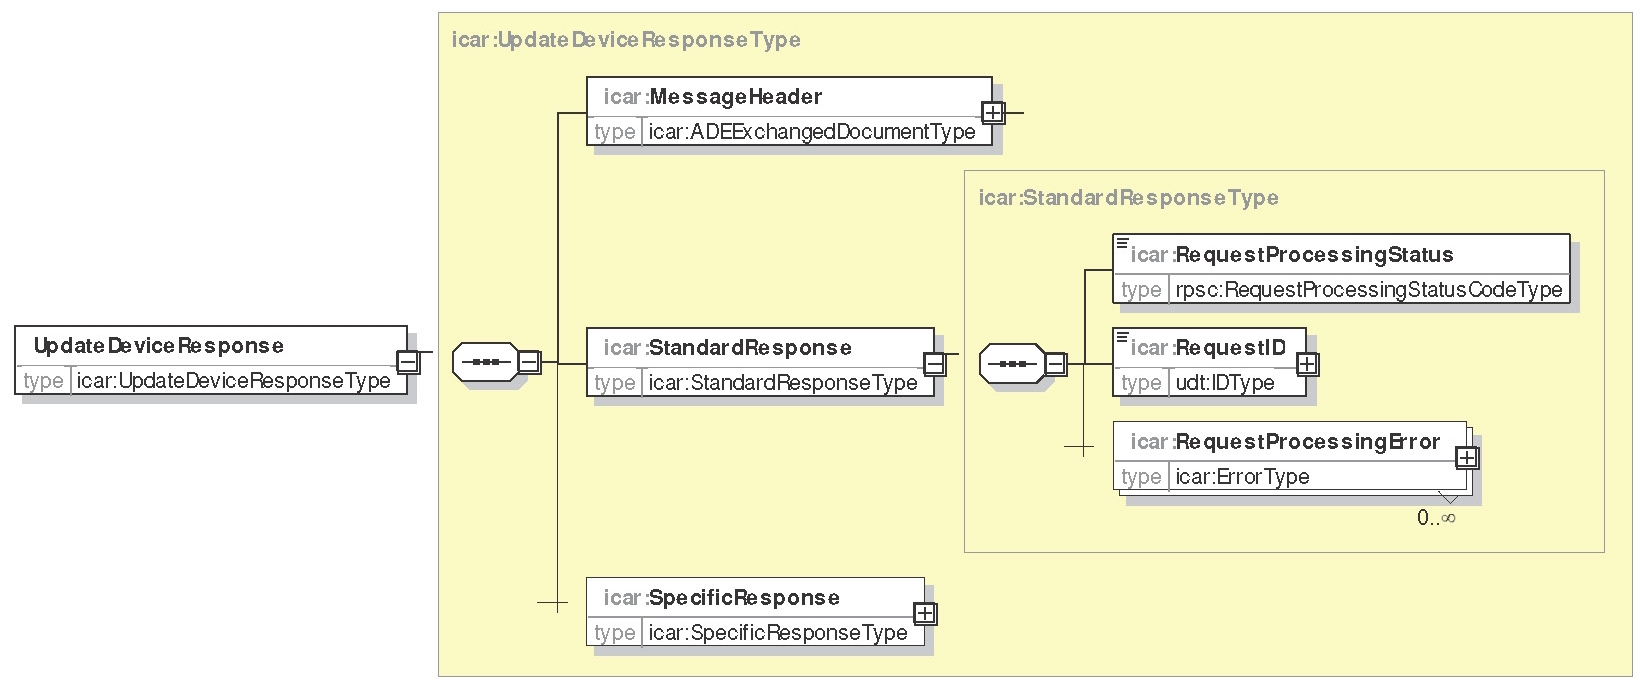 icar:UpdateDeviceResponseType
icar:MessageHeader
type icar:ADEExchangedDocumentType
icar:StandardResponseType
icar:RequestProcessingStatus
type rpsc:RequestProcessingStatusCodeType
UpdateDeviceResponse
type icar:UpdateDeviceResponseType
icar:StandardResponse
type icar:StandardResponseType
icar:RequestID
type udt:IDType
icar:RequestProcessingError
type icar:ErrorType
0..∞
icar:SpecificResponse
type icar:SpecificResponseType